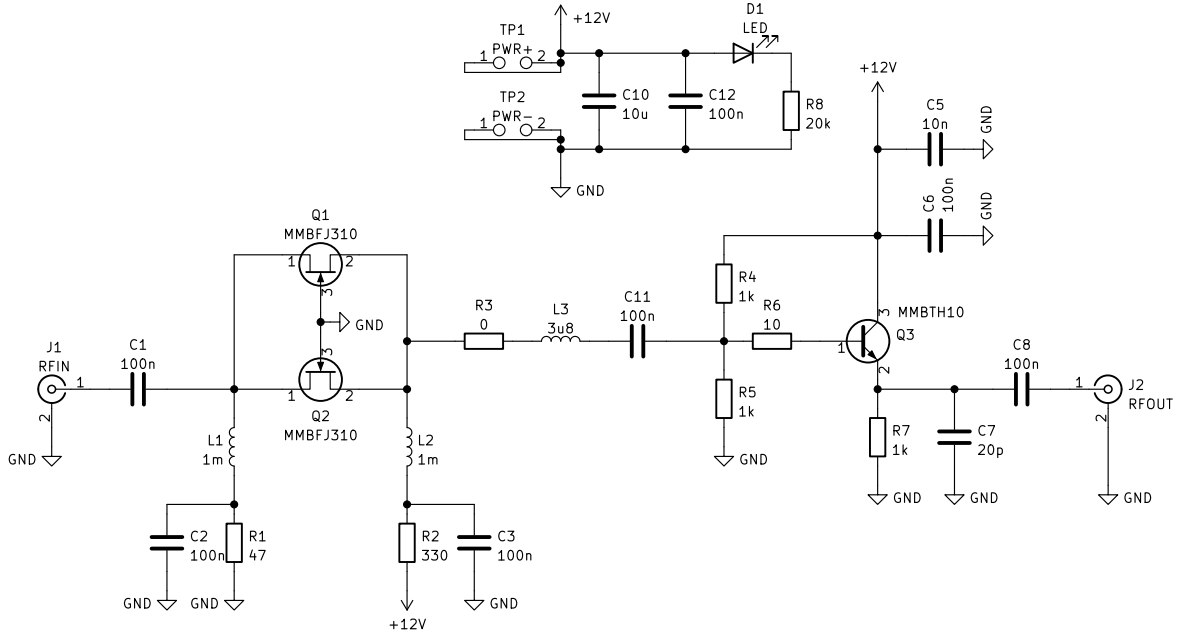 D1
LED
+12V
TP1
PWR+
1
2
TP2
PWR-
1
2
C10
10u
C12
100n
R8
20k
GND
+12V
C5
10n
GND
C6
100n
GND
Q1
MMBFJ310
1
2
3
GND
3
1
2
Q2
MMBFJ310
J1
RFIN
1
2
GND
C1
100n
L1
1m
L2
1m
C2
100n
R1
47
GND
GND
R2
330
+12V
C3
100n
GND
R3
0
L3
3u8
C11
100n
R4
1k
R6
10
R5
1k
GND
MMBTH10
Q3
1
3
2
R7
1k
GND
C7
20p
GND
C8
100n
1
J2
RFOUT
2
GND